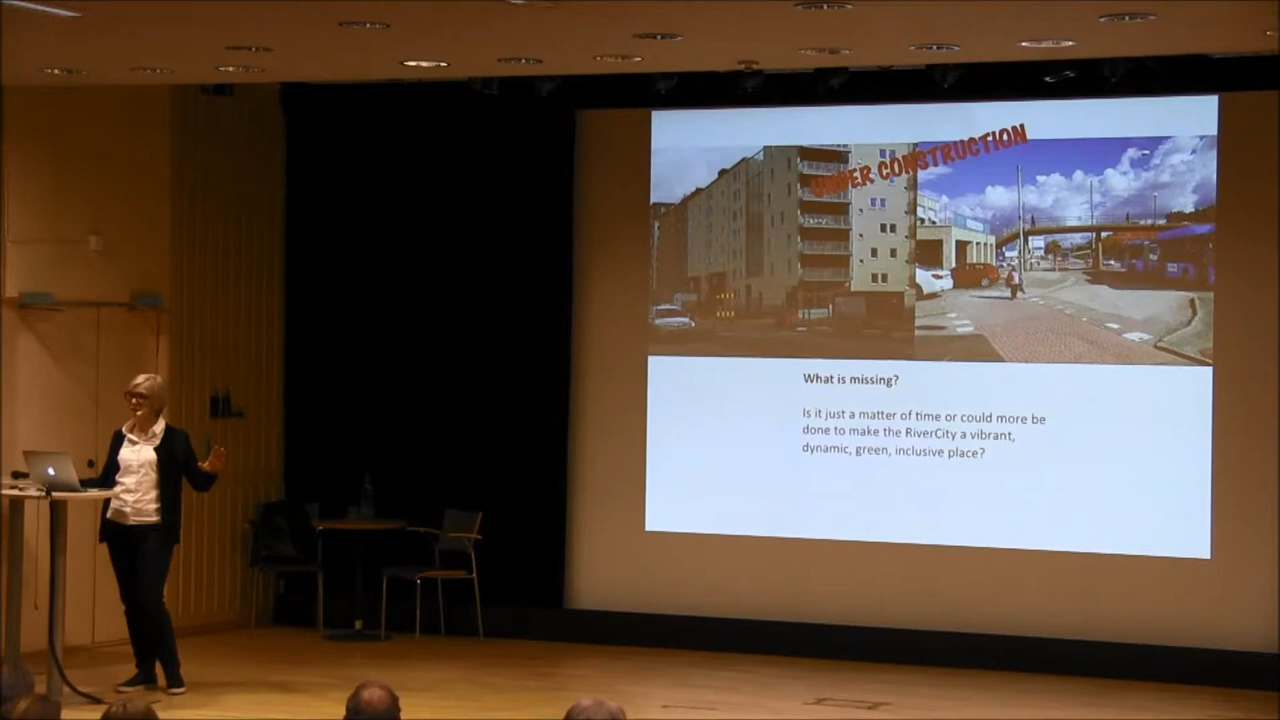 UNDER CONSTRUCTION
What is missing?
Is it just a matter of time or could more be
done to make the RiverCity a vibrant,
dynamic, green, inclusive place?